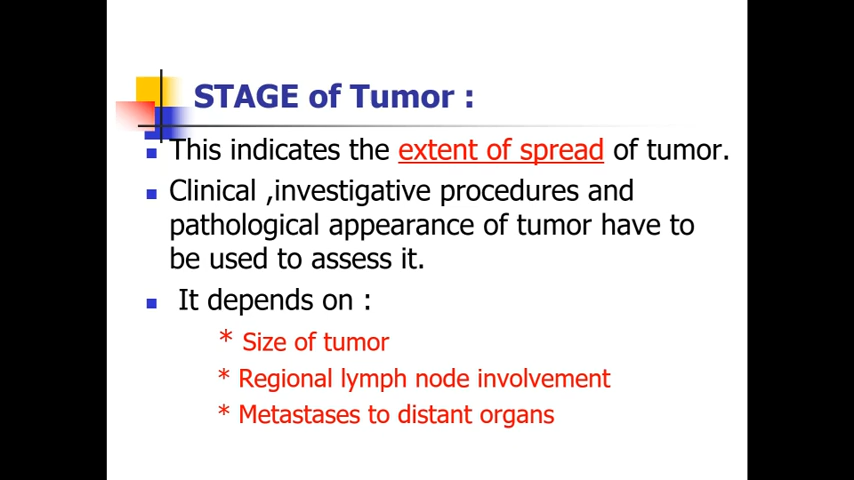 STAGE of Tumor :
This indicates the extent of spread of tumor.
Clinical ,investigative procedures and
pathological appearance of tumor have to
be used to assess it.
It depends on :
* Size of tumor
* Regional lymph node involvement
* Metastases to distant organs